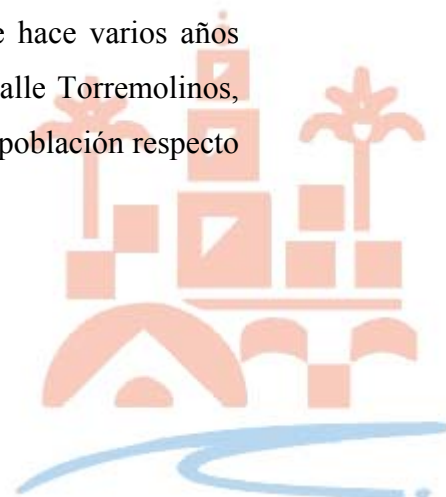 e hace varios años
alle Torremolinos,
población respecto